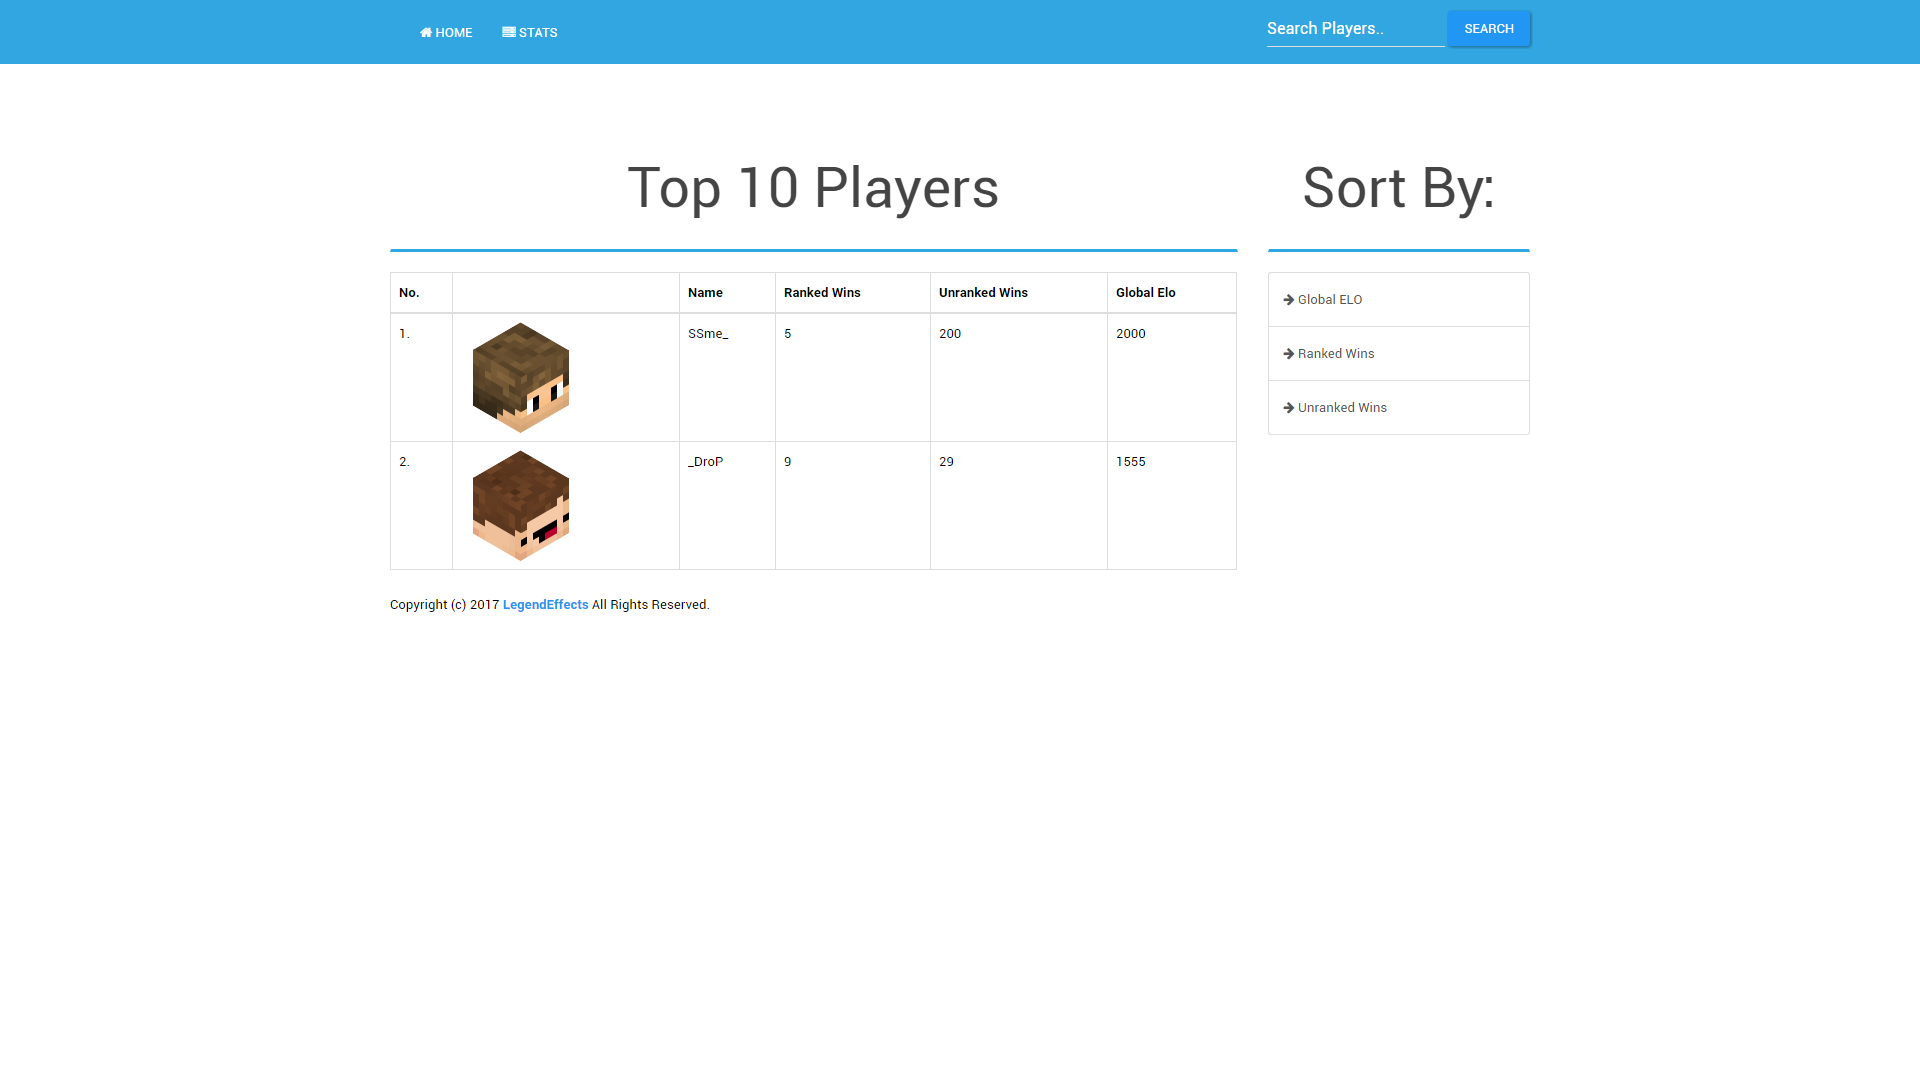 HOME STATS Search Players.. SEARCH
Top 10 Players
Sort By:
No. Name Ranked Wins Unranked Wins Global Elo
1. SSme_ 5 200 2000
2. _DroP 9 29 1555
Global ELO
Ranked Wins
Unranked Wins
Copyright (c) 2017 LegendEffects All Rights Reserved.